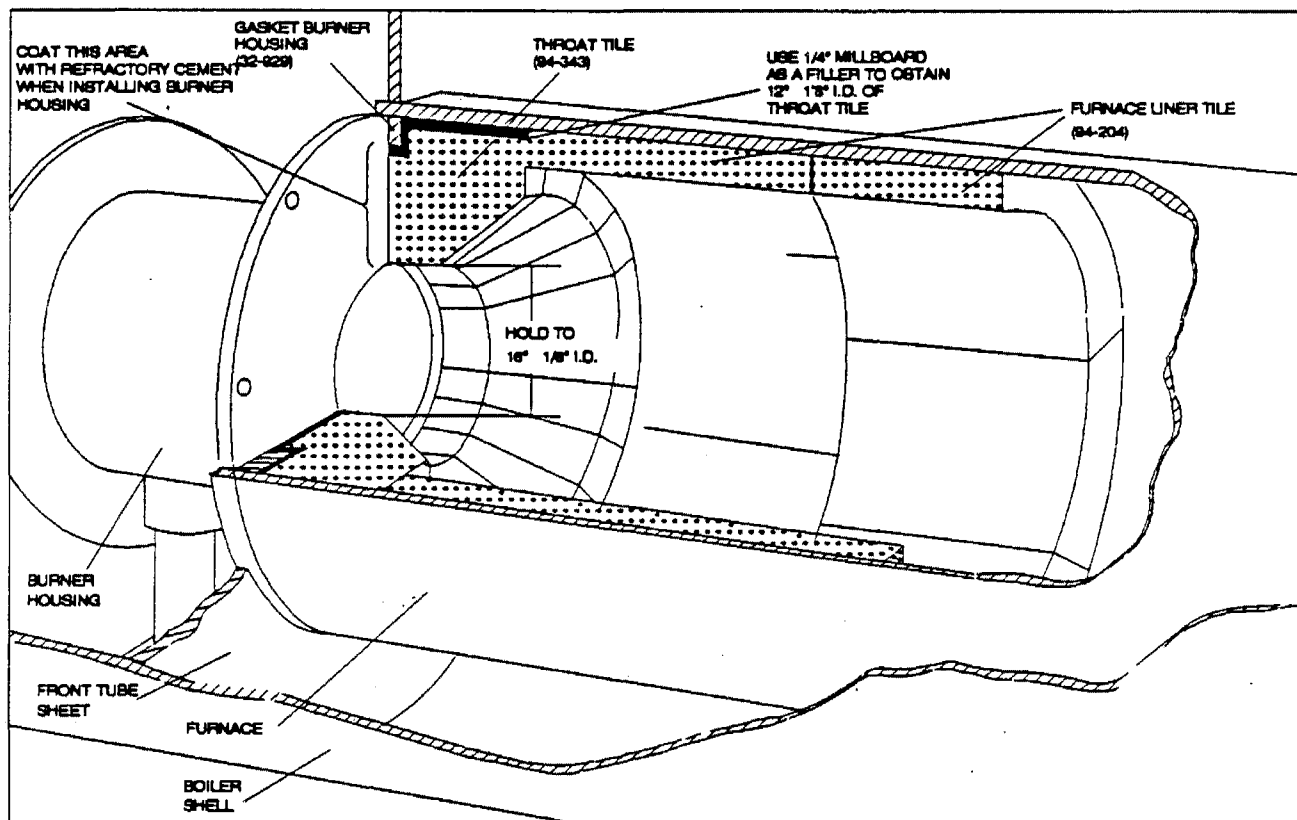 COAT THIS AREA
WITH REFRACTORY CEMENT
WHEN INSTALLING BURNER
HOUSING
GASKET BURNER
HOUSING
(32-929)
THROAT TILE
(94-343)
USE 1/4" MILLBOARD
AS A FILLER TO OBTAIN
12" 1'8" I.D. OF
THROAT TILE
FURNACE LINER TILE
(94-204)
HOLD TO
16" 1/8" I.D.
BURNER
HOUSING
FRONT TUBE
SHEET
FURNACE
BOILER
SHELL